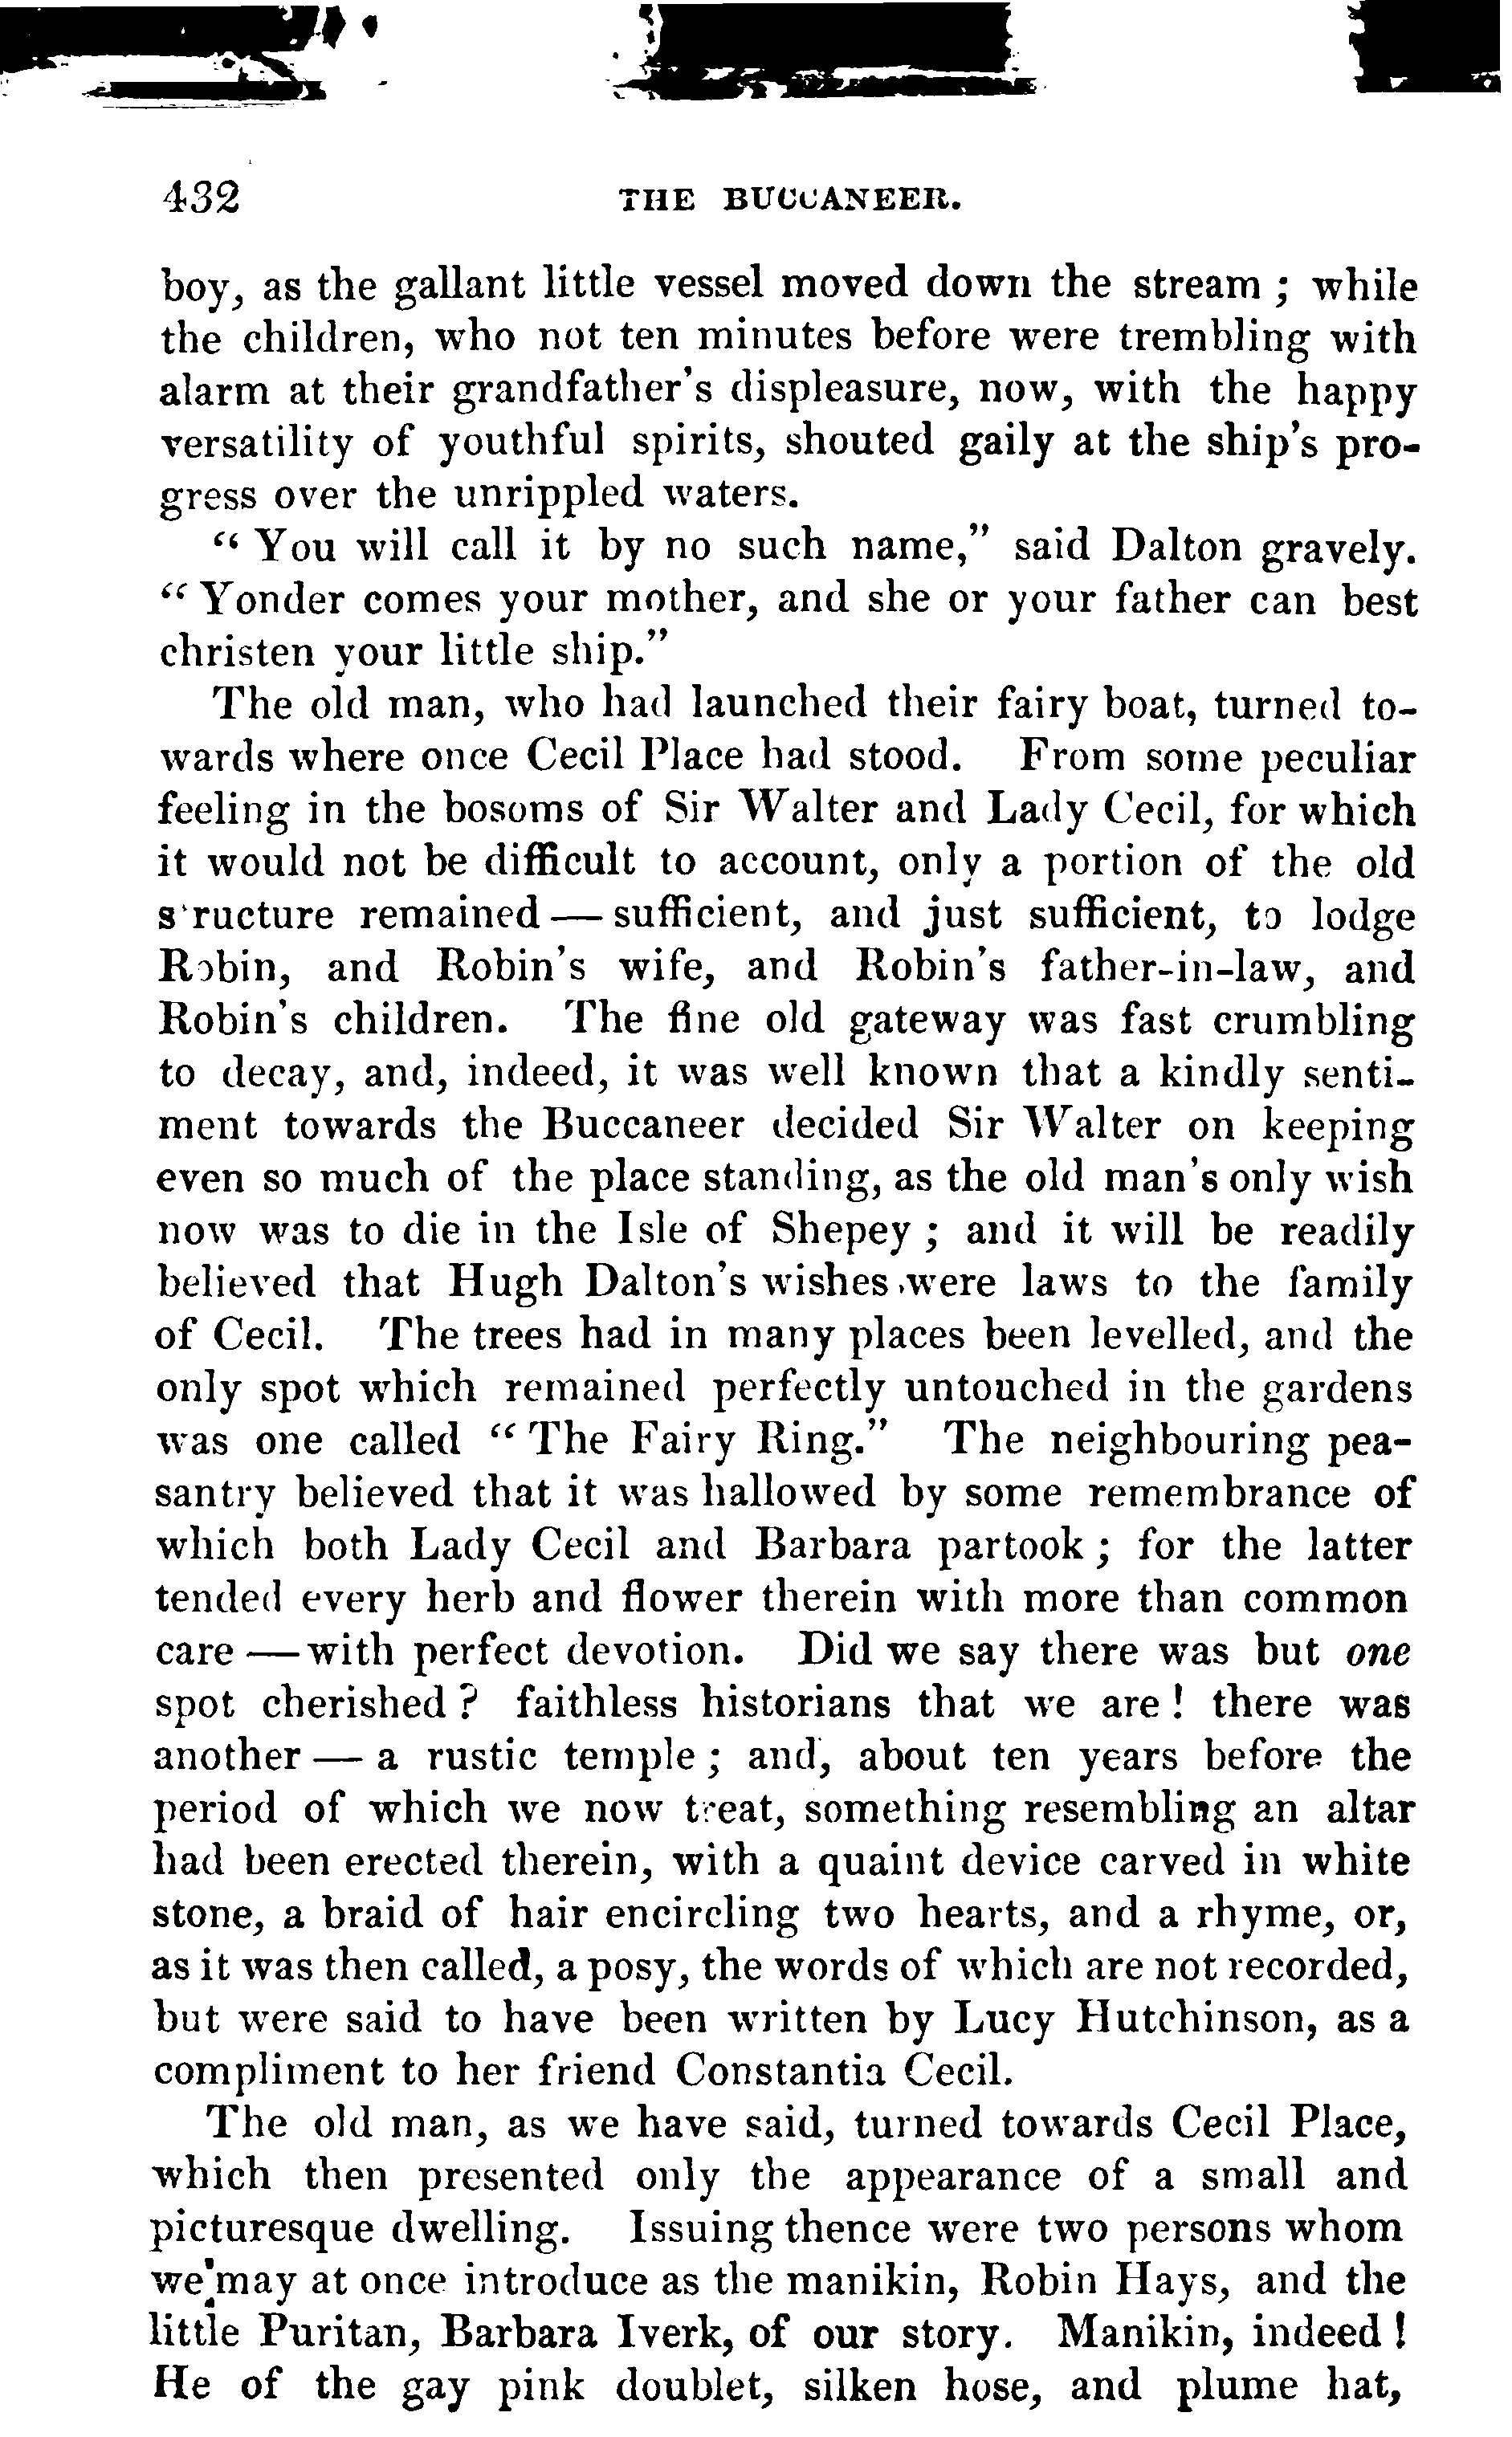 432 THE BUCCANEER.
boy, as the gallant little vessel moved down the stream ; while
the children, who not ten minutes before were trembling with
alarm at their grandfather's displeasure, now, with the happy
versatility of youthful spirits, shouted gaily at the ship's pro-
gress over the unrippled waters.
“ You will call it by no such name,” said Dalton gravely.
“ Yonder comes your mother, and she or your father can best
christen your little ship.”
The old man, who had launched their fairy boat, turned to-
wards where once Cecil Place had stood. From some peculiar
feeling in the bosoms of Sir Walter and Lady Cecil, for which
it would not be difficult to account, only a portion of the old
structure remained — sufficient, and just sufficient, to lodge
Robin, and Robin's wife, and Robin's father-in-law, and
Robin's children. The fine old gateway was fast crumbling
to decay, and, indeed, it was well known that a kindly senti-
ment towards the Buccaneer decided Sir Walter on keeping
even so much of the place standing, as the old man's only wish
now was to die in the Isle of Shepey ; and it will be readily
believed that Hugh Dalton's wishes were laws to the family
of Cecil. The trees had in many places been levelled, and the
only spot which remained perfectly untouched in the gardens
was one called “ The Fairy Ring.” The neighbouring pea-
santry believed that it was hallowed by some remembrance of
which both Lady Cecil and Barbara partook ; for the latter
tended every herb and flower therein with more than common
care — with perfect devotion. Did we say there was but one
spot cherished ? faithless historians that we are ! there was
another — a rustic temple ; and, about ten years before the
period of which we now treat, something resembling an altar
had been erected therein, with a quaint device carved in white
stone, a braid of hair encircling two hearts, and a rhyme, or,
as it was then called, a posy, the words of which are not recorded,
but were said to have been written by Lucy Hutchinson, as a
compliment to her friend Constantia Cecil.
The old man, as we have said, turned towards Cecil Place,
which then presented only the appearance of a small and
picturesque dwelling. Issuing thence were two persons whom
we may at once introduce as the manikin, Robin Hays, and the
little Puritan, Barbara Iverk, of our story. Manikin, indeed !
He of the gay pink doublet, silken hose, and plume hat,